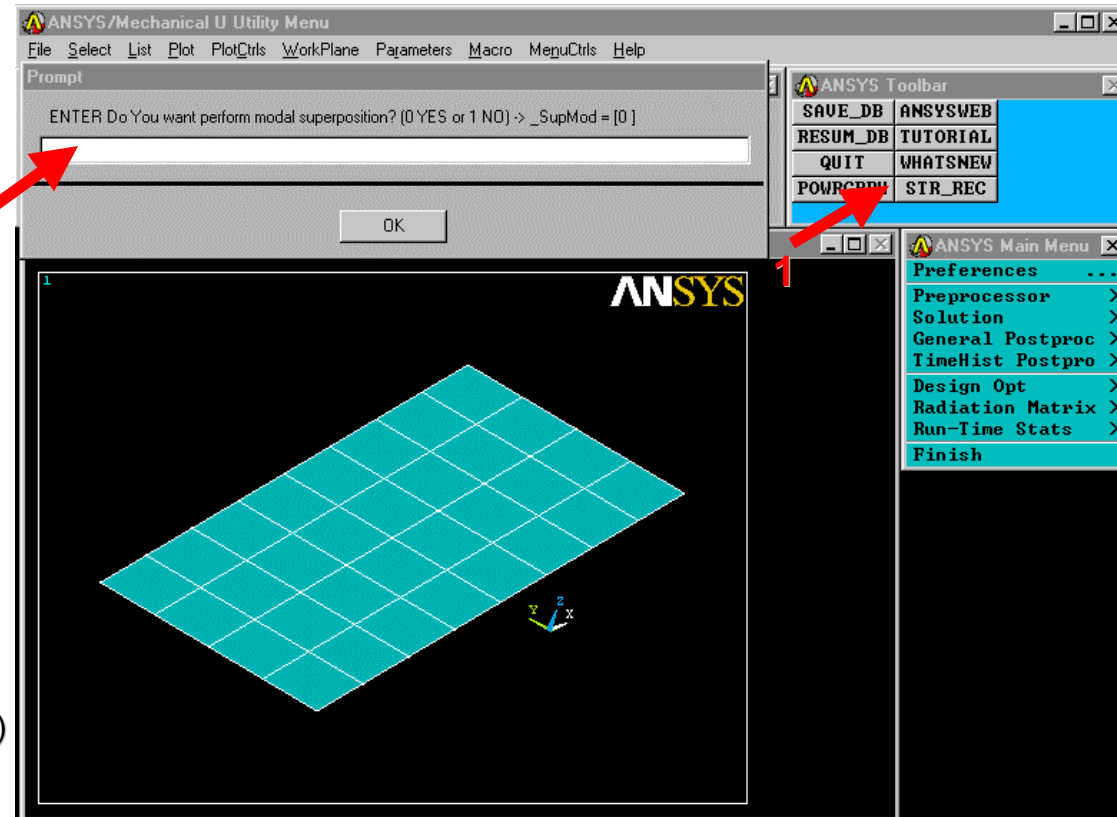 ANSYS/Mechanical U Utility Menu
File Select List Plot PlotCtrls WorkPlane Parameters Macro MenuCtrls Help
Prompt
ENTER Do You want perform modal superposition? (0 YES or 1 NO) -> _SupMod = [0 ]
OK
ANSYS Toolbar
SAVE_DB ANSYSWEB
RESUM_DB TUTORIAL
QUIT WHATSNEW
STR_REC
1
1
ANSYS
Y Z X
ANSYS Main Menu
Preferences ...
Preprocessor >
Solution >
General Postproc >
TimeHist Postpro >
Design Opt >
Radiation Matrix >
Run-Time Stats >
Finish
)